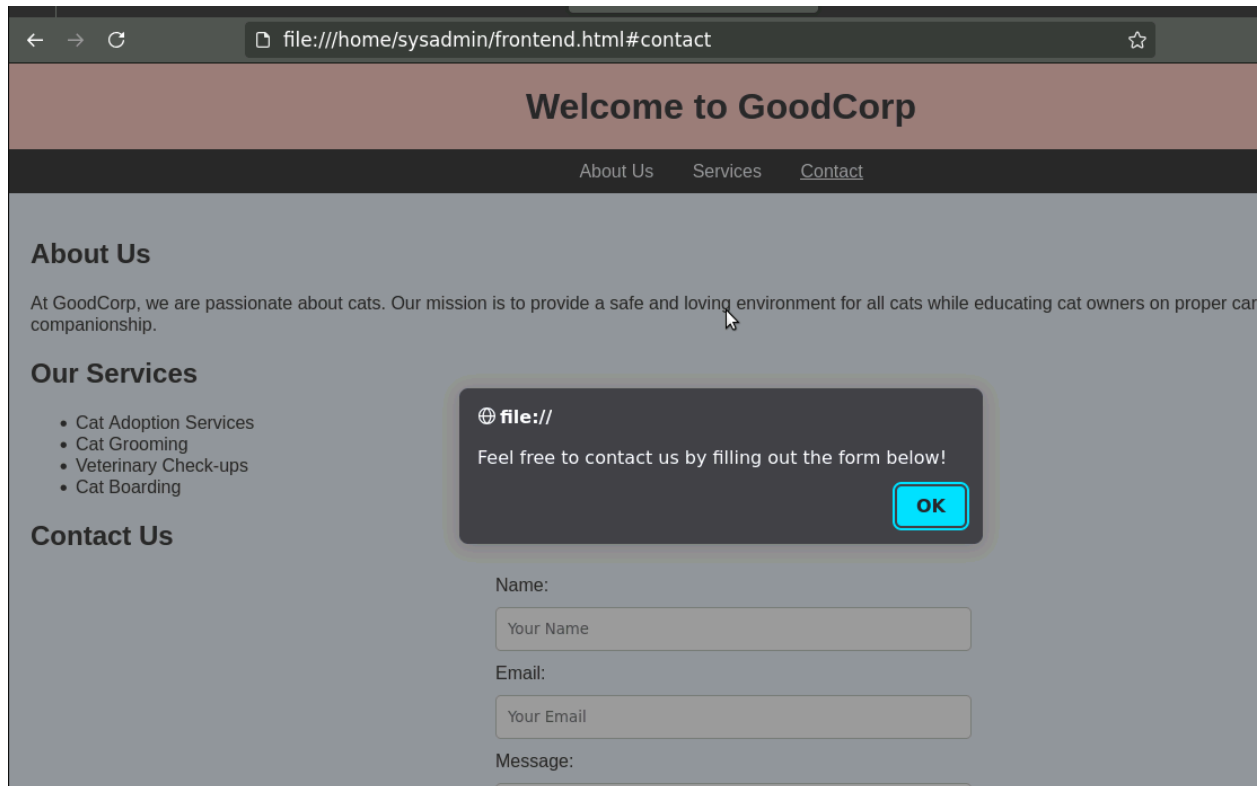 file:///home/sysadmin/frontend.html#contact
Welcome to GoodCorp
About Us Services Contact
About Us
At GoodCorp, we are passionate about cats. Our mission is to provide a safe and loving environment for all cats while educating cat owners on proper car
companionship.
Our Services
• Cat Adoption Services
• Cat Grooming
• Veterinary Check-ups
• Cat Boarding
file://
Feel free to contact us by filling out the form below!
OK
Contact Us
Name:
Your Name
Email:
Your Email
Message: